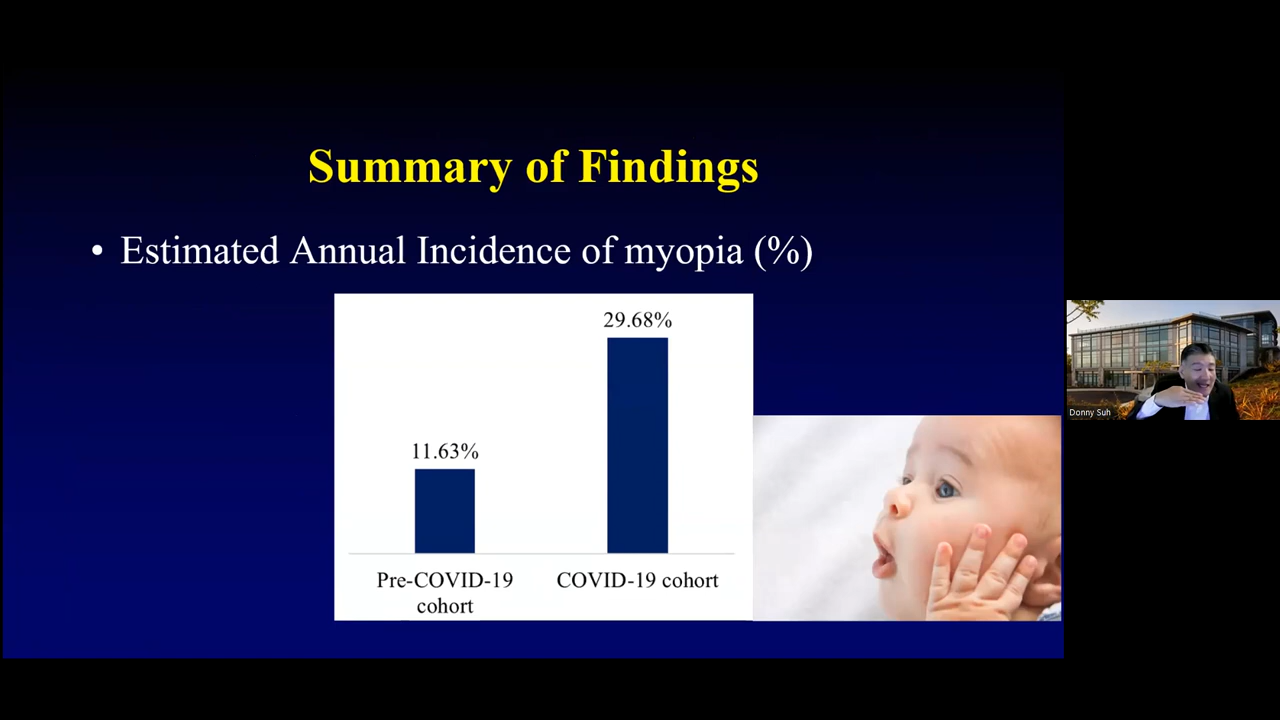 Summary of Findings
• Estimated Annual Incidence of myopia (%)
29.68%
11.63%
Pre-COVID-19
cohort
COVID-19 cohort
Donny Suh